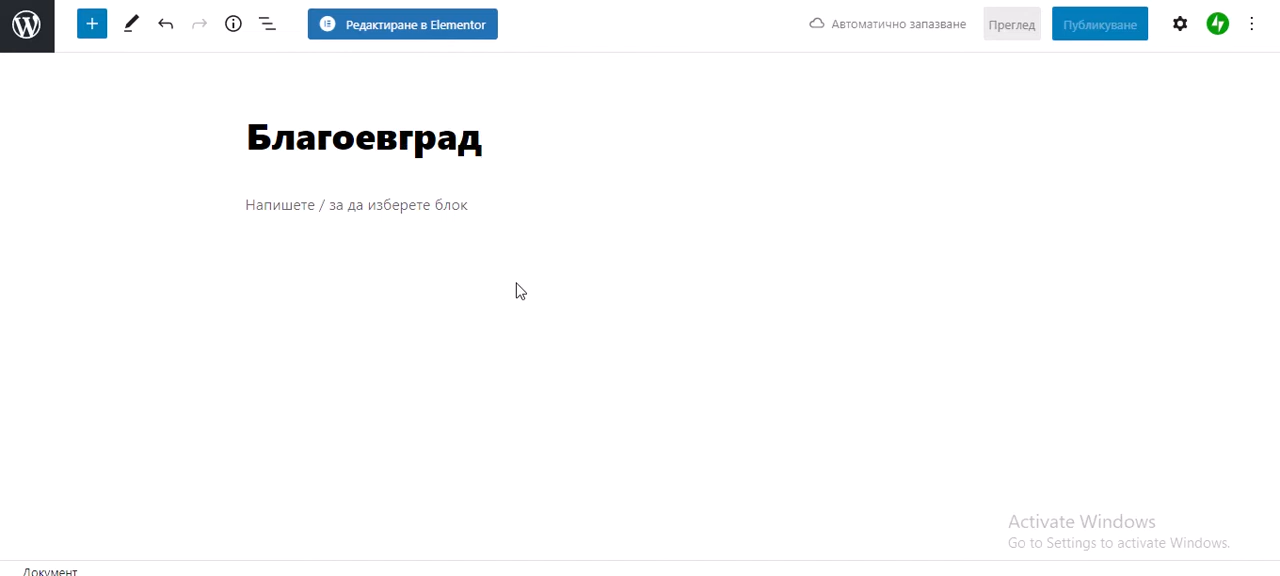 Редактиране в Elementor
Автоматично запазване
Преглед
Публикуване
Благоевград
Напишете / за да изберете блок
Activate Windows
Go to Settings to activate Windows.
Документ